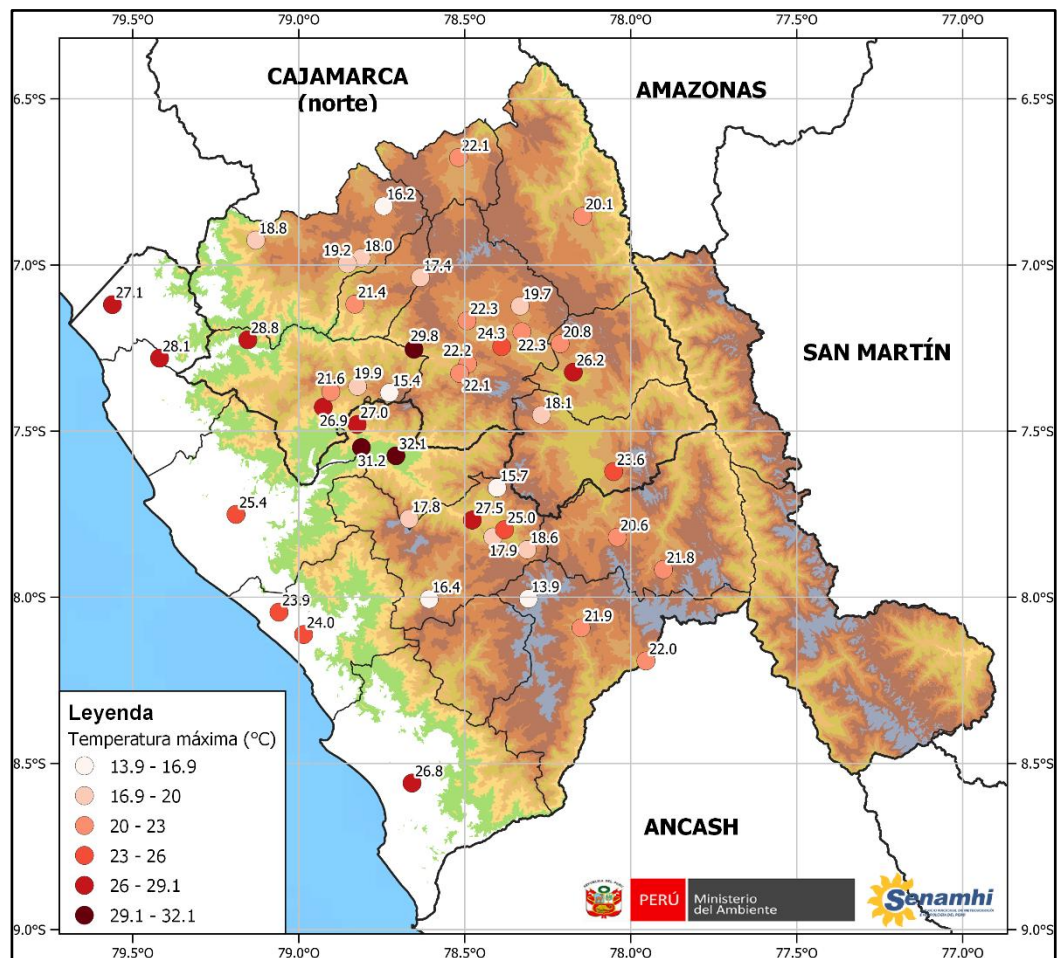 79.5°O 79.0°O 78.5°O 78.0°O 77.5°O 77.0°O
CAJAMARCA
(norte)
AMAZONAS
6.5°S 6.5°S
22.1
16.2
20.1
18.8
19.2 18.0
7.0°S 7.0°S
17.4
27.1
21.4
19.7
22.3
28.8
29.8
24.3 22.3
20.8
28.1
22.2
26.2
SAN MARTÍN
21.6 19.9 15.4
22.1
18.1
26.9 27.0
7.5°S 7.5°S
31.2 32.1
23.6
15.7
25.4
17.8
27.5 25.0
20.6
17.9 18.6
21.8
8.0°S 8.0°S
16.4
13.9
23.9
24.0
21.9
22.0
Leyenda
Temperatura máxima (°C)
13.9 - 16.9
16.9 - 20
20 - 23
23 - 26
26 - 29.1
29.1 - 32.1
8.5°S 8.5°S
26.8
ANCASH
PERÚ
Ministerio
del Ambiente
Senamhi
9.0°S 9.0°S
79.5°O 79.0°O 78.5°O 78.0°O 77.5°O 77.0°O